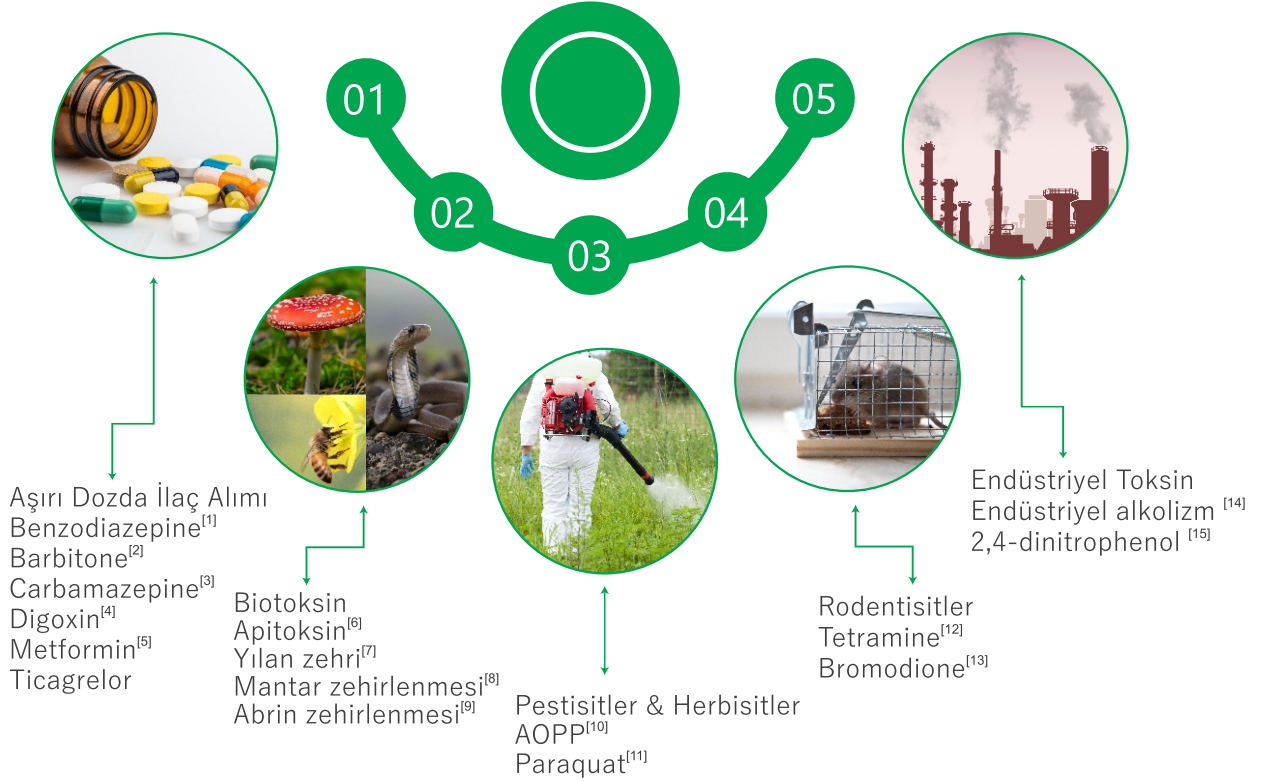 01
02
03
04
05
Aşırı Dozda İlaç Alımı
Benzodiazepine[1]
Barbitone[2]
Carbamazepine[3]
Digoxin[4]
Metformin[5]
Ticagrelor
Biotoksin
Apitoksin[6]
Yılan zehri[7]
Mantar zehirlenmesi[8]
Abrin zehirlenmesi[9]
Pestisitler & Herbisitler
AOPP[10]
Paraquat[11]
Rodentisitler
Tetramine[12]
Bromodione[13]
Endüstriyel Toksin
Endüstriyel alkolizm [14]
2,4-dinitrophenol [15]